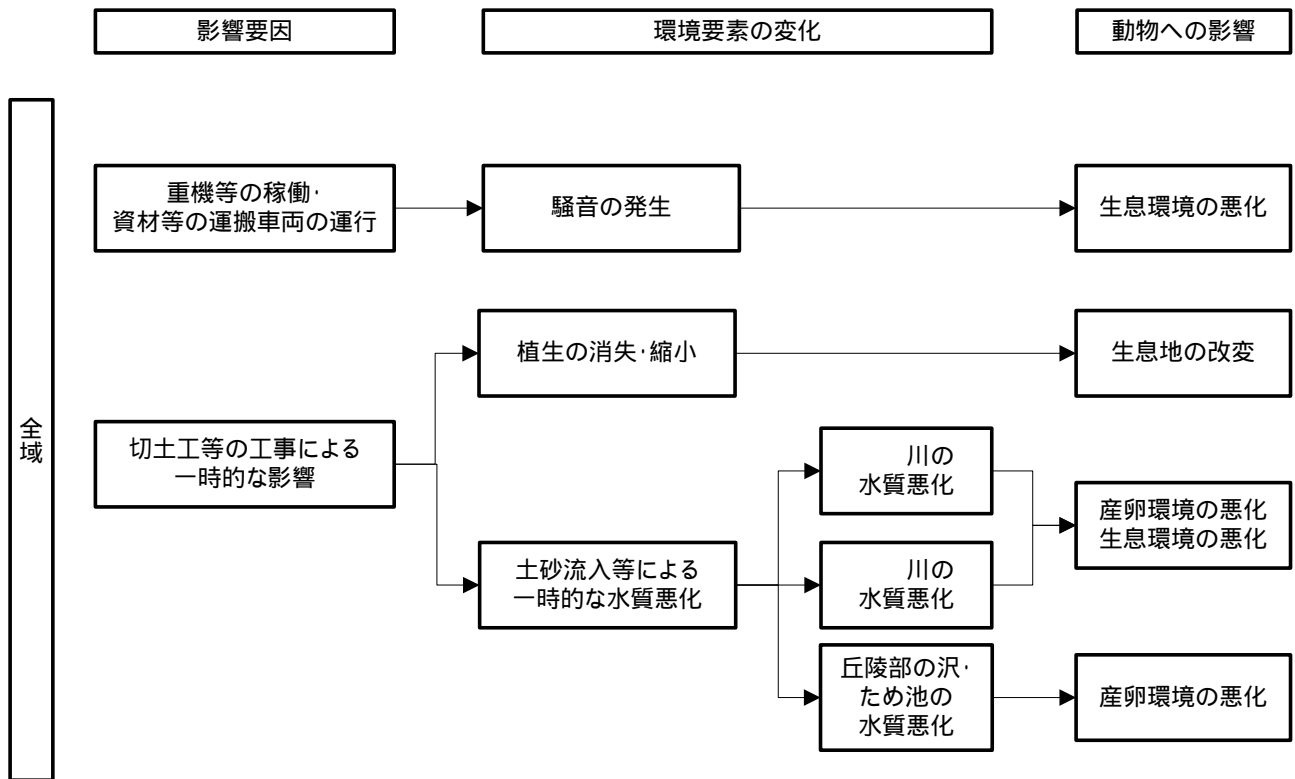 影響要因
環境要素の変化
動物への影響
全域
重機等の稼働・
資材等の運搬車両の運行
騒音の発生
生息環境の悪化
植生の消失・縮小
生息地の改変
切土工等の工事による
一時的な影響
川の
水質悪化
産卵環境の悪化
生息環境の悪化
土砂流入等による
一時的な水質悪化
川の
水質悪化
丘陵部の沢・
ため池の
水質悪化
産卵環境の悪化